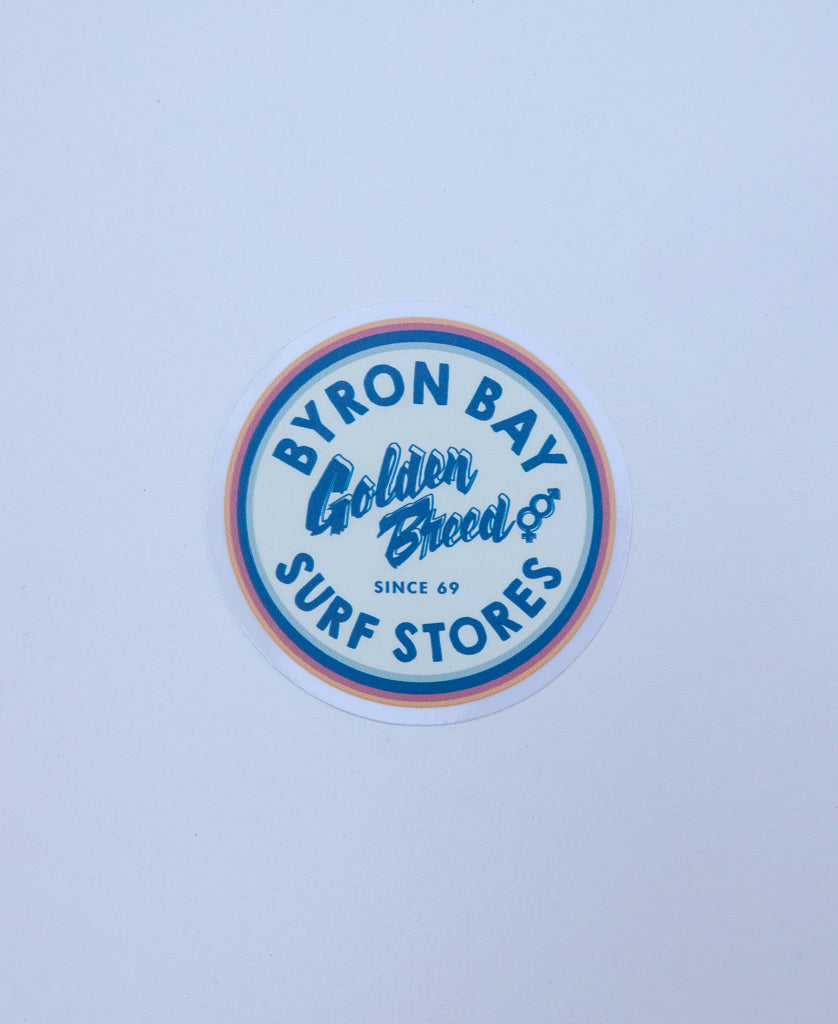 BYRON BAY
Golden
Breed
SINCE 69
SURF STORES